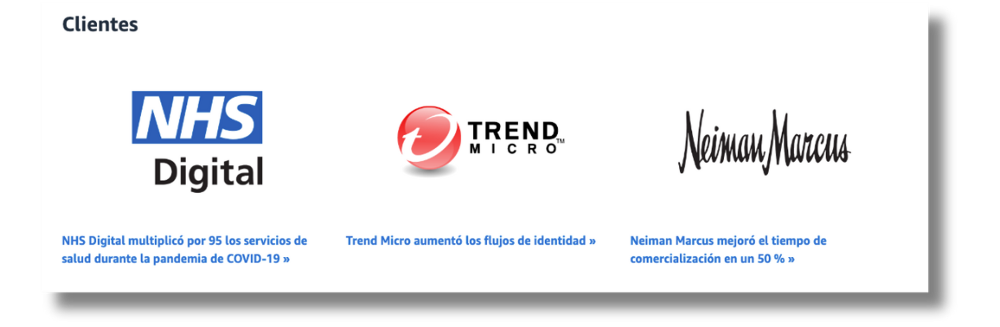 Clientes
NHS
Digital
TREND
MICRO™
Neiman Marcus
NHS Digital multiplicó por 95 los servicios de
salud durante la pandemia de COVID-19 »
Trend Micro aumentó los flujos de identidad »
Neiman Marcus mejoró el tiempo de
comercialización en un 50 % »